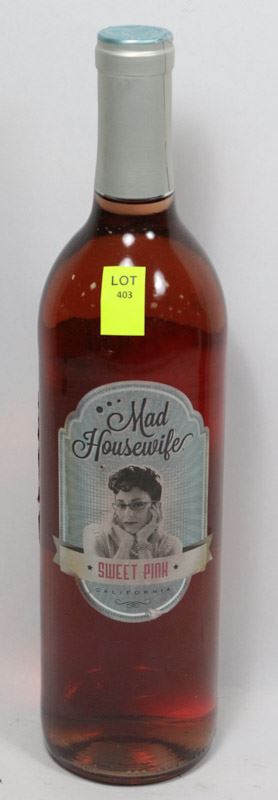 LOT
403
Mad
Housewife
SWEET PINK
CALIFORNIA